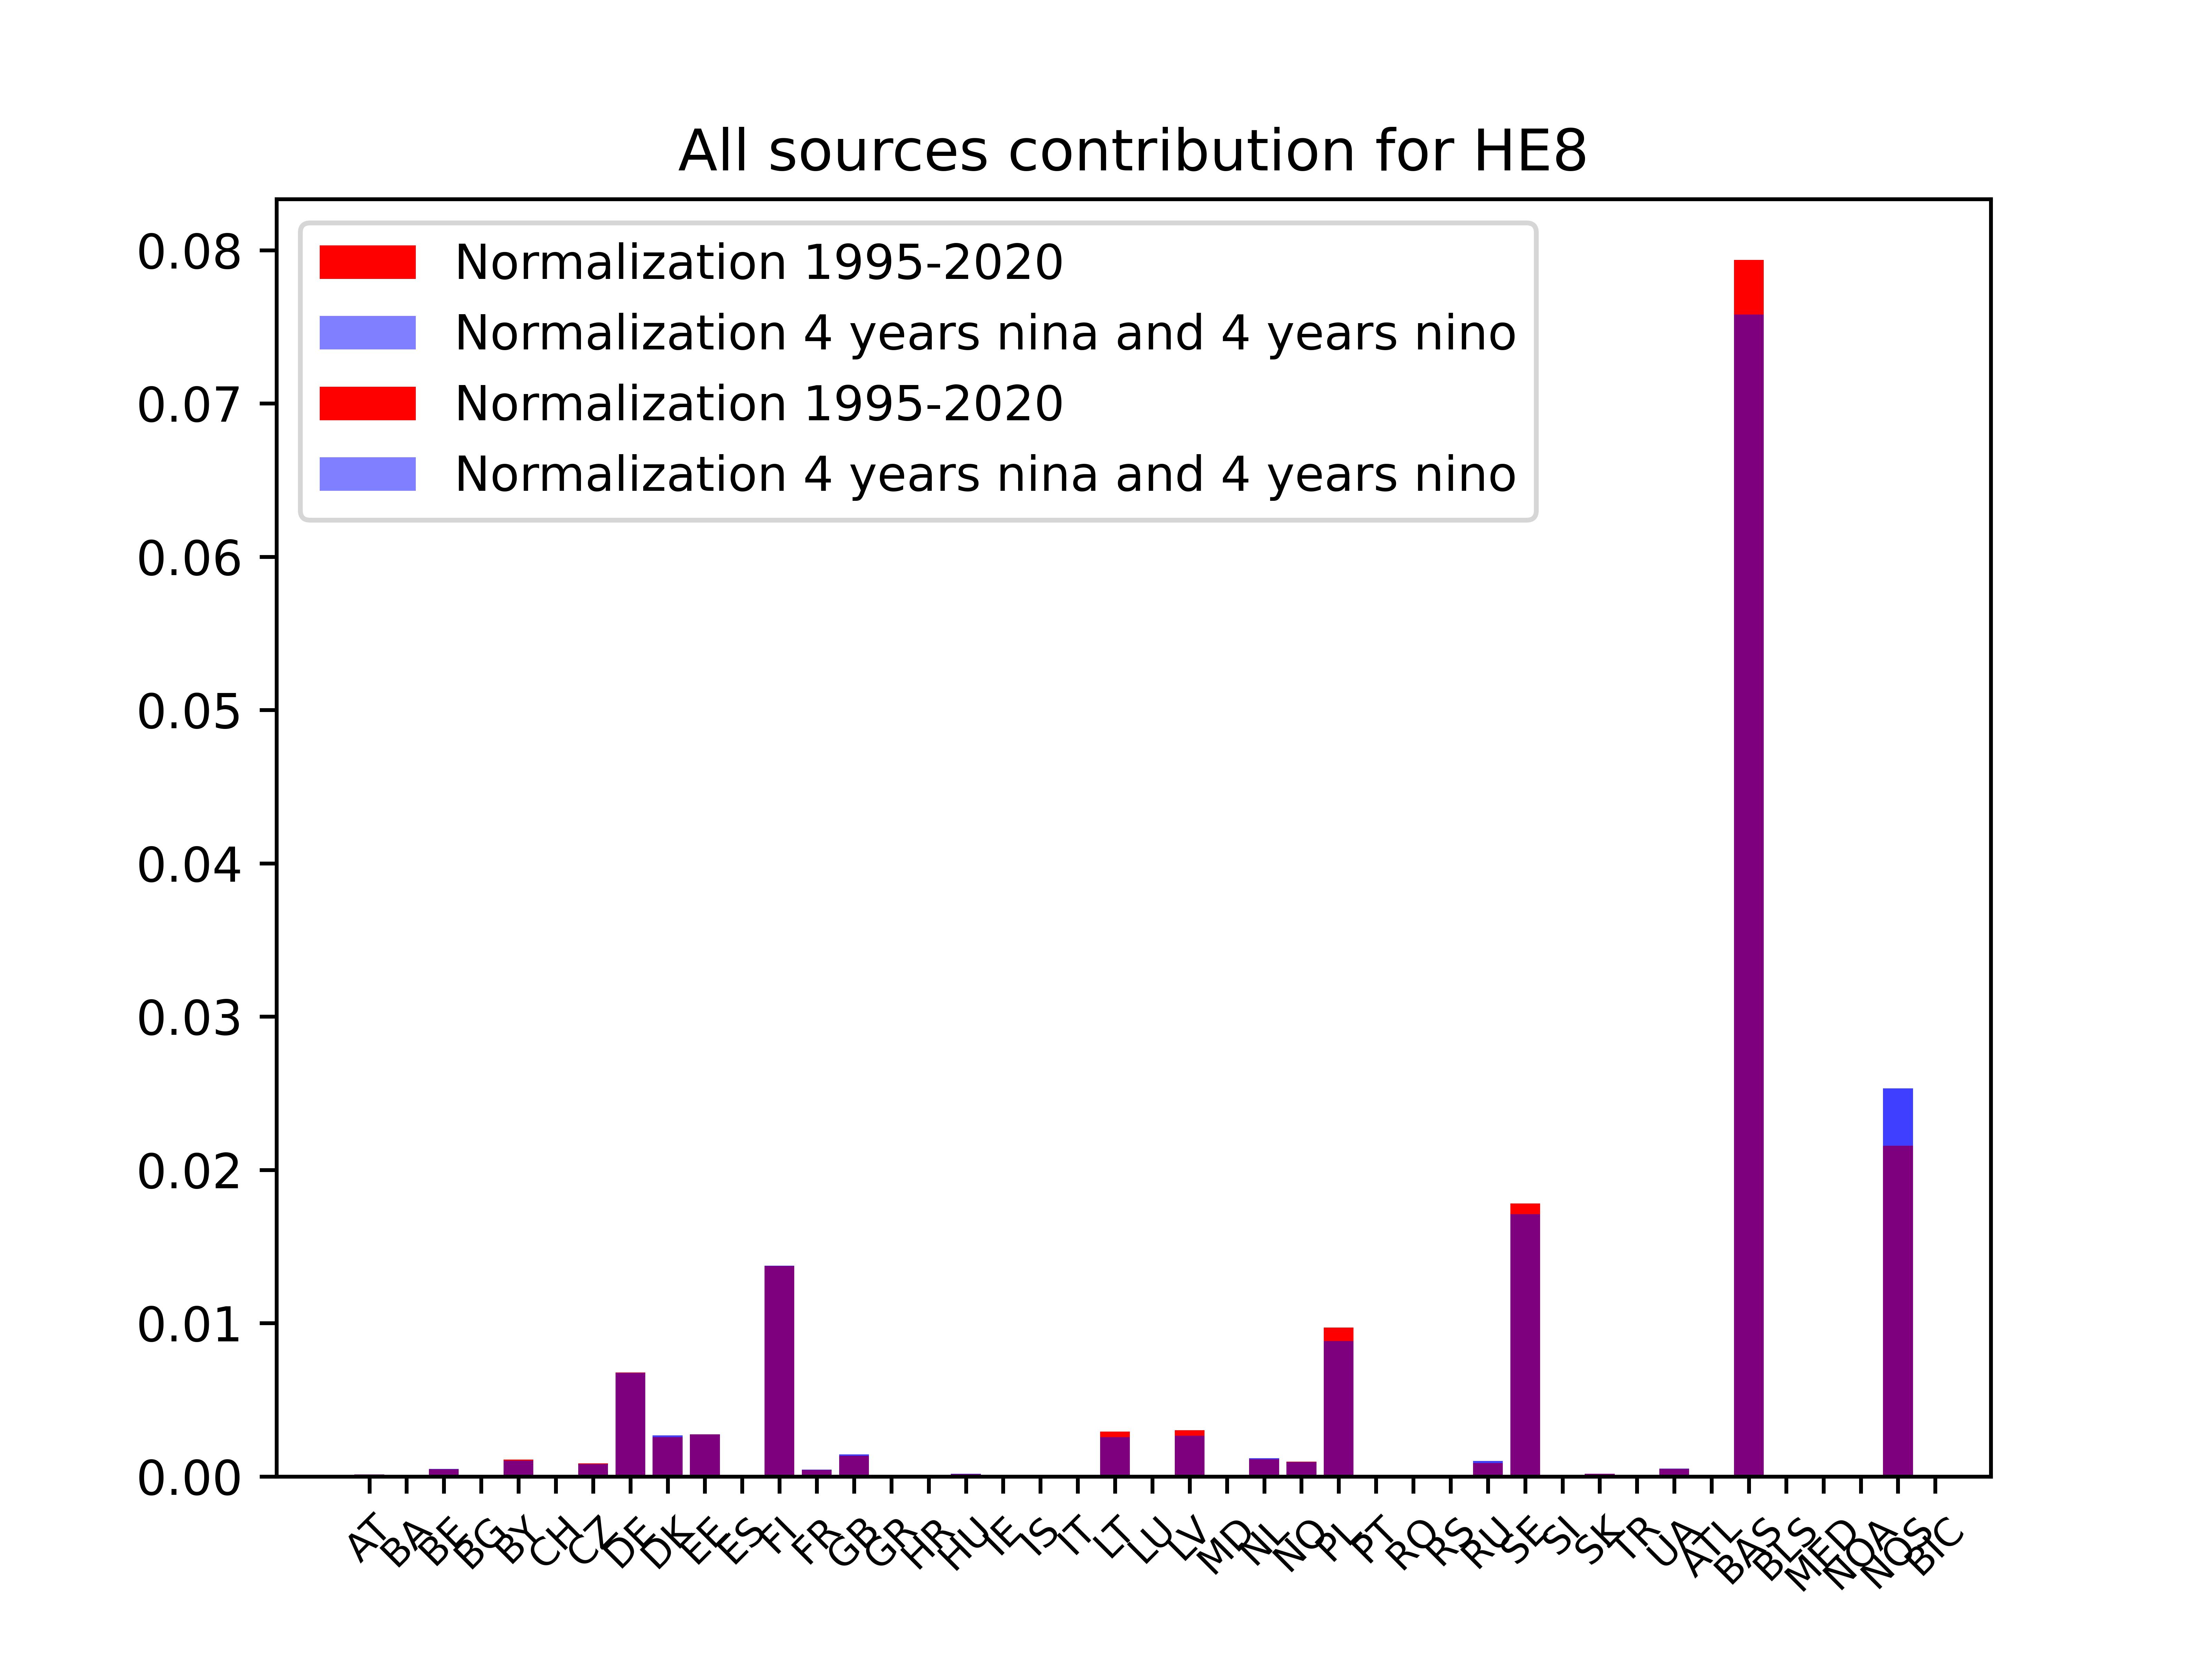 All sources contribution for HE8
Normalization 1995-2020
Normalization 4 years nina and 4 years nino
Normalization 1995-2020
Normalization 4 years nina and 4 years nino
0.08
0.07
0.06
0.05
0.04
0.03
0.02
0.01
0.00
AT
BA
BE
BG
BY
CH
CZ
DE
DK
EE
ES
FI
FR
GB
GR
HR
HU
IE
IS
IT
LT
LU
LV
MD
NL
NO
PL
PT
RO
RS
RU
SE
SI
SK
TR
UA
ATL
BAS
BLS
MED
NOA
NOS
BIC